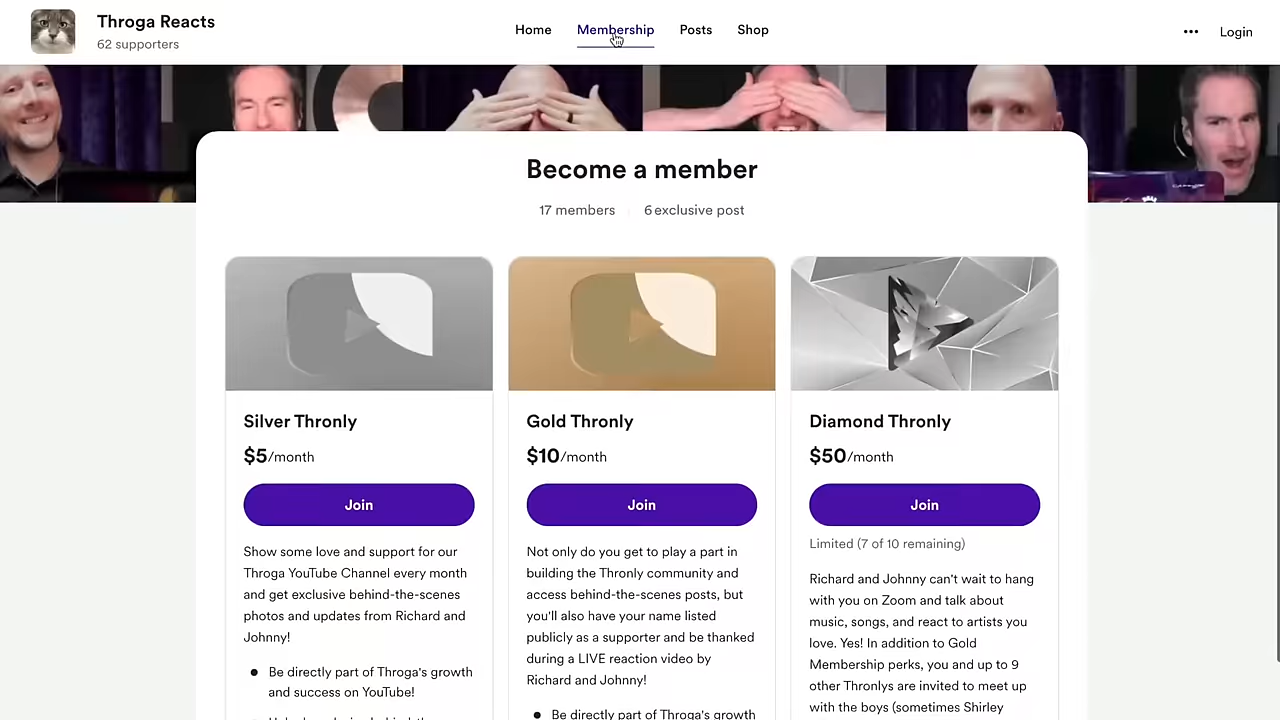 Throga Reacts
62 supporters
Home
Membership
Posts
Shop
Login
Become a member
17 members
6 exclusive post
Silver Thronly
$5/month
Join
Show some love and support for our
Throga YouTube Channel every month
and get exclusive behind-the-scenes
photos and updates from Richard and
Johnny!
Be directly part of Throga's growth
and success on YouTube!
Gold Thronly
$10/month
Join
Not only do you get to play a part in
building the Thronly community and
access behind-the-scenes posts, but
you'll also have your name listed
publicly as a supporter and be thanked
during a LIVE reaction video by
Richard and Johnny!
Be directly part of Throga's growth
Diamond Thronly
$50/month
Join
Limited (7 of 10 remaining)
Richard and Johnny can't wait to hang
with you on Zoom and talk about
music, songs, and react to artists you
love. Yes! In addition to Gold
Membership perks, you and up to 9
other Thronlys are invited to meet up
with the boys (sometimes Shirley